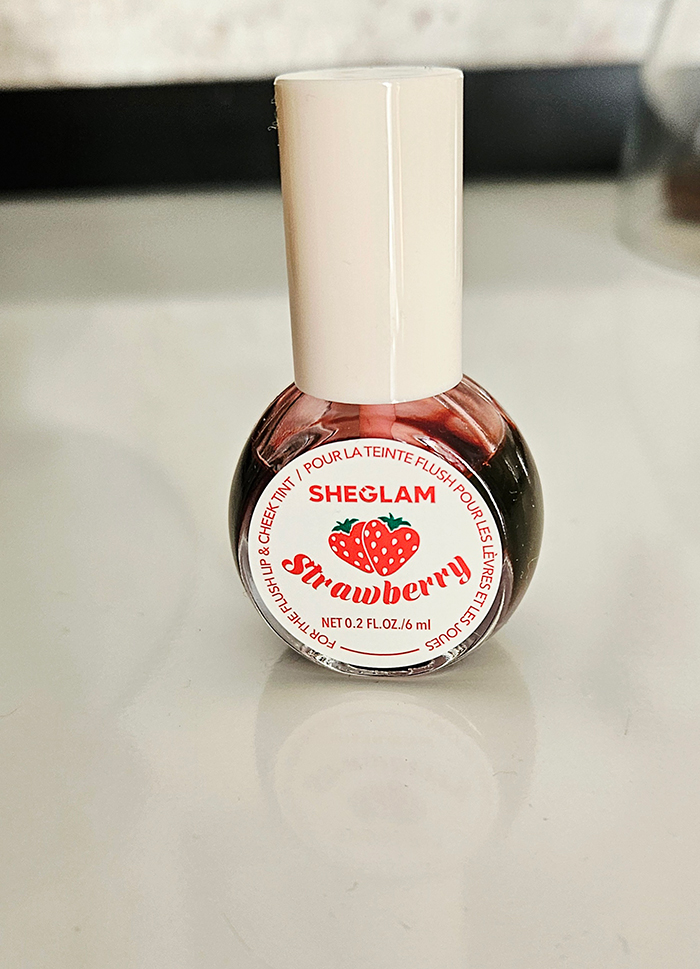 FOR THE FLUSH LIP & CHEEK TINT / POUR LA TEINTE FLUSH POUR LES LÈVRES ET LES JOUES
SHEGLAM
Strawberry
NET 0.2 FL.OZ./6 ml